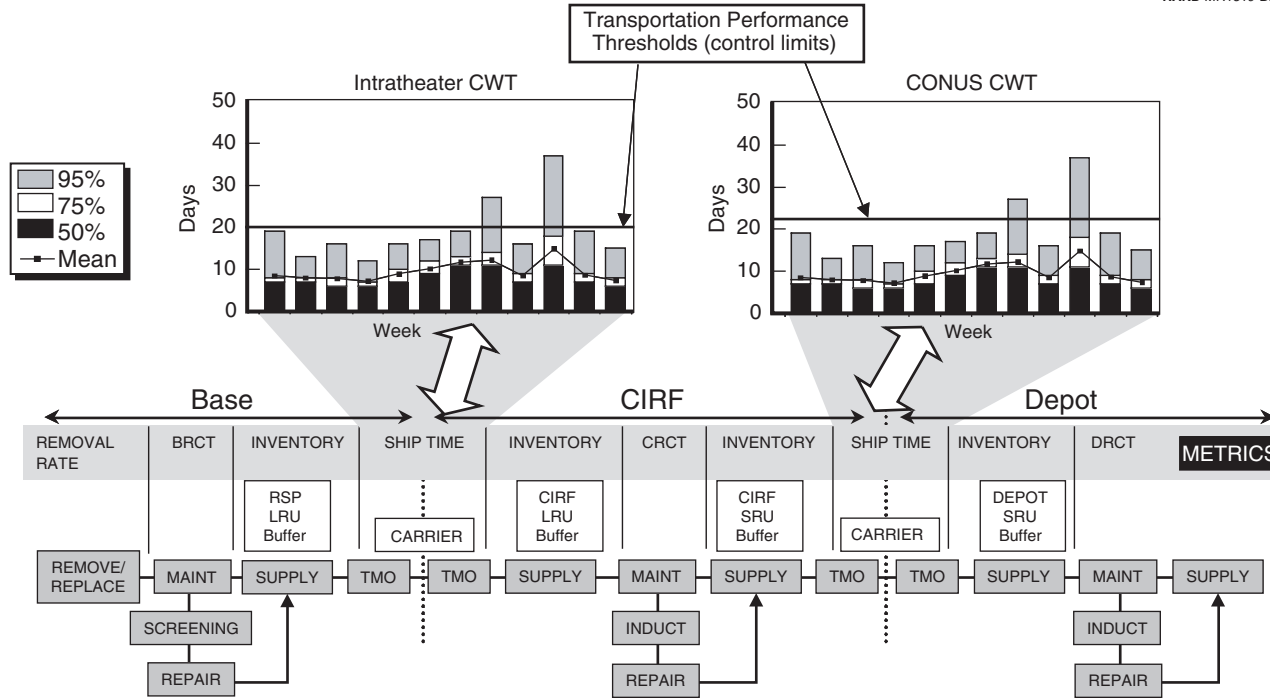 Transportation Performance
Thresholds (control limits)
Intratheater CWT
50
40
30
20
10
0
Days
Week
CONUS CWT
50
40
30
20
10
0
Days
Week
95%
75%
50%
Mean
Base
CIRF
Depot
REMOVAL
RATE
BRCT
INVENTORY
SHIP TIME
INVENTORY
CRCT
INVENTORY
SHIP TIME
INVENTORY
DRCT
METRICS
RSP
LRU
Buffer
CARRIER
CIRF
LRU
Buffer
CIRF
SRU
Buffer
CARRIER
DEPOT
SRU
Buffer
REMOVE/
REPLACE
MAINT
SUPPLY
TMO
TMO
SUPPLY
MAINT
SUPPLY
TMO
TMO
SUPPLY
MAINT
SUPPLY
SCREENING
INDUCT
INDUCT
REPAIR
REPAIR
REPAIR